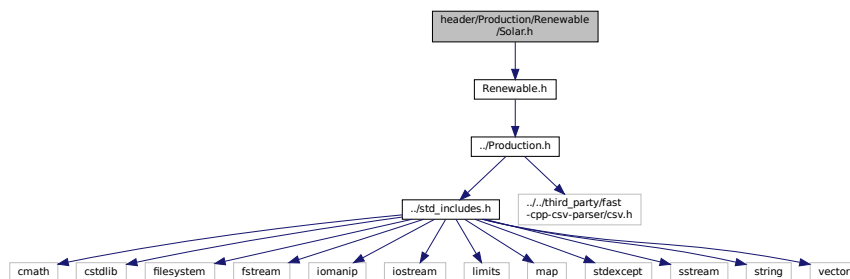 header/Production/Renewable
/Solar.h
Renewable.h
../Production.h
../std_includes.h
../../third_party/fast
-cpp-csv-parser/csv.h
cmath
cstdlib
filesystem
fstream
iomanip
iostream
limits
map
stdexcept
sstream
string
vector